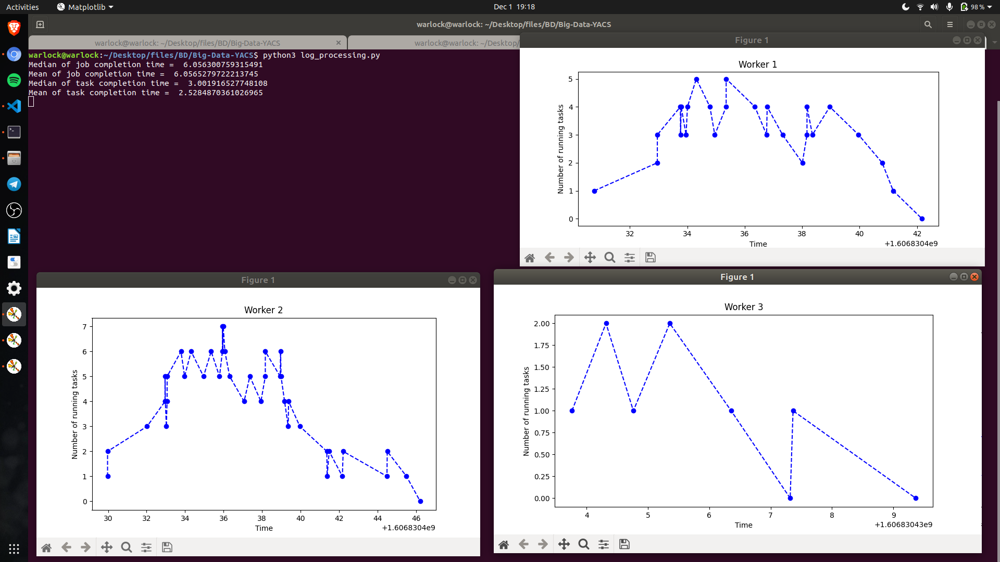 Activities
Matplotlib
Dec 1 19:18
98 %
warlock@warlock: ~/Desktop/files/BD/Big-Data-YACS
warlock@warlock: ~/Desktop/files/BD/Big-Data-YACS
warlock@warlock: ~/Desktop/
warlock@warlock:~/Desktop/files/BD/Big-Data-YACS$ python3 log_processing.py
Median of job completion time =  6.056300759315491
Mean of job completion time =  6.0565279722213745
Median of task completion time =  3.001916527748108
Mean of task completion time =  2.5284870361026965
Figure 1
Worker 1
Number of running tasks
5
4
3
2
1
0
32 34 36 38 40 42
Time
+1.6068304e9
Figure 1
Worker 2
Number of running tasks
7
6
5
4
3
2
1
0
30 32 34 36 38 40 42 44 46
Time
+1.6068304e9
Figure 1
Worker 3
Number of running tasks
2.00
1.75
1.50
1.25
1.00
0.75
0.50
0.25
0.00
4 5 6 7 8 9
Time
+1.60683043e9